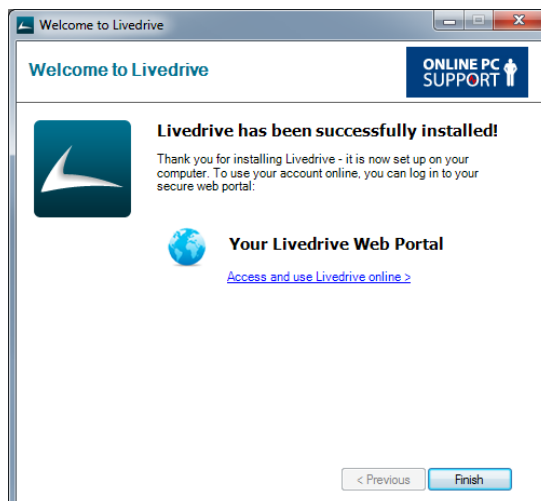 Welcome to Livedrive
Welcome to Livedrive
ONLINE PC
SUPPORT
Livedrive has been successfully installed!
Thank you for installing Livedrive - it is now set up on your
computer. To use your account online, you can log in to your
secure web portal:
Your Livedrive Web Portal
Access and use Livedrive online >
< Previous
Finish